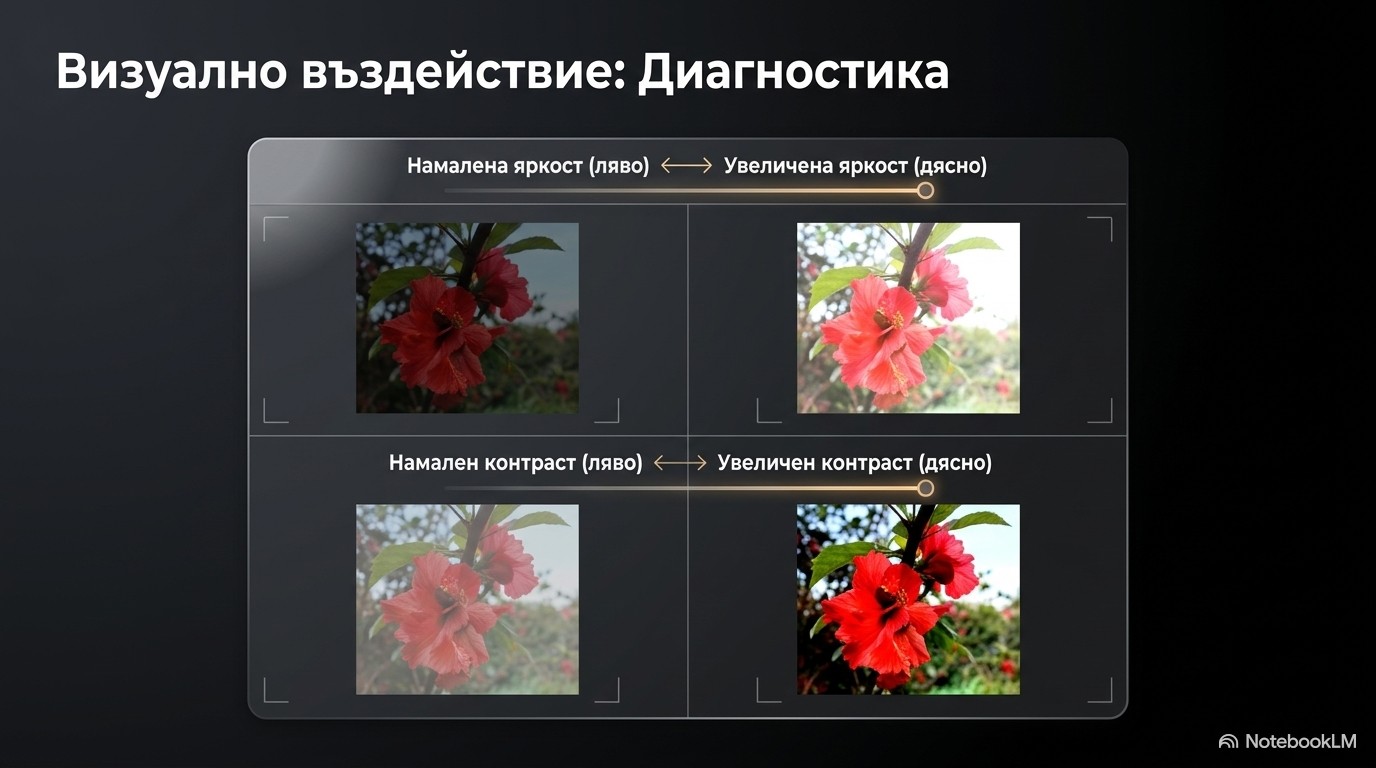 Визуално въздействие: Диагностика
Намалена яркост (ляво) ⟷ Увеличена яркост (дясно)
Намален контраст (ляво) ⟷ Увеличен контраст (дясно)
NotebookLM